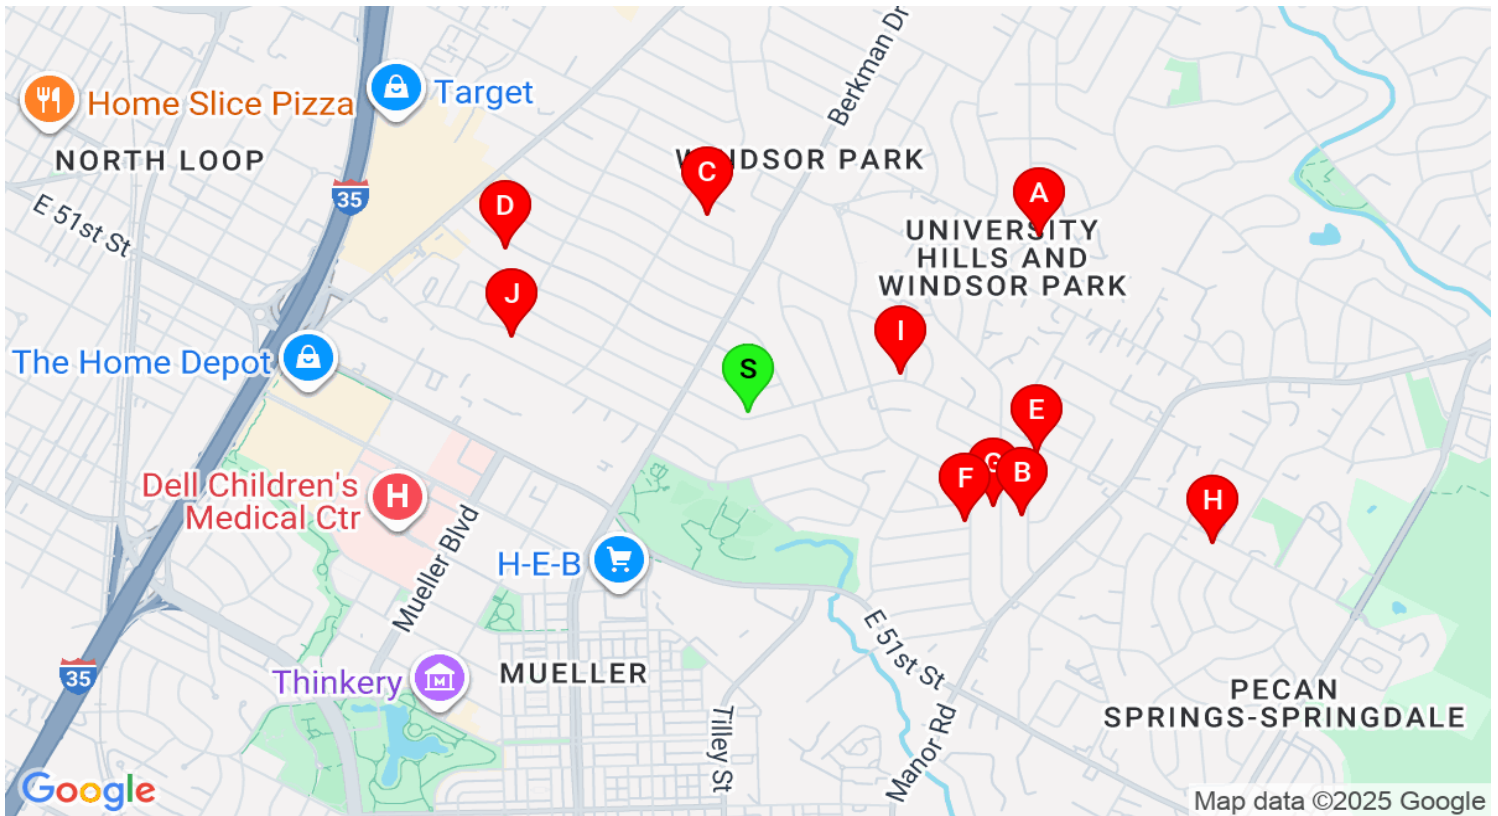 Berkman Dr
Target
Home Slice Pizza
NORTH LOOP
WINDSOR PARK
C
A
D
35
E 51st St
UNIVERSITY
HILLS AND
WINDSOR PARK
J
I
The Home Depot
S
E
G
F
B
H
Dell Children's
Medical Ctr
H
Mueller Blvd
H-E-B
E 51st St
MUELLER
35
Thinkery
M
PECAN
SPRINGS-SPRINGDALE
Tilley St
Manor Rd
Google
Map data ©2025 Google